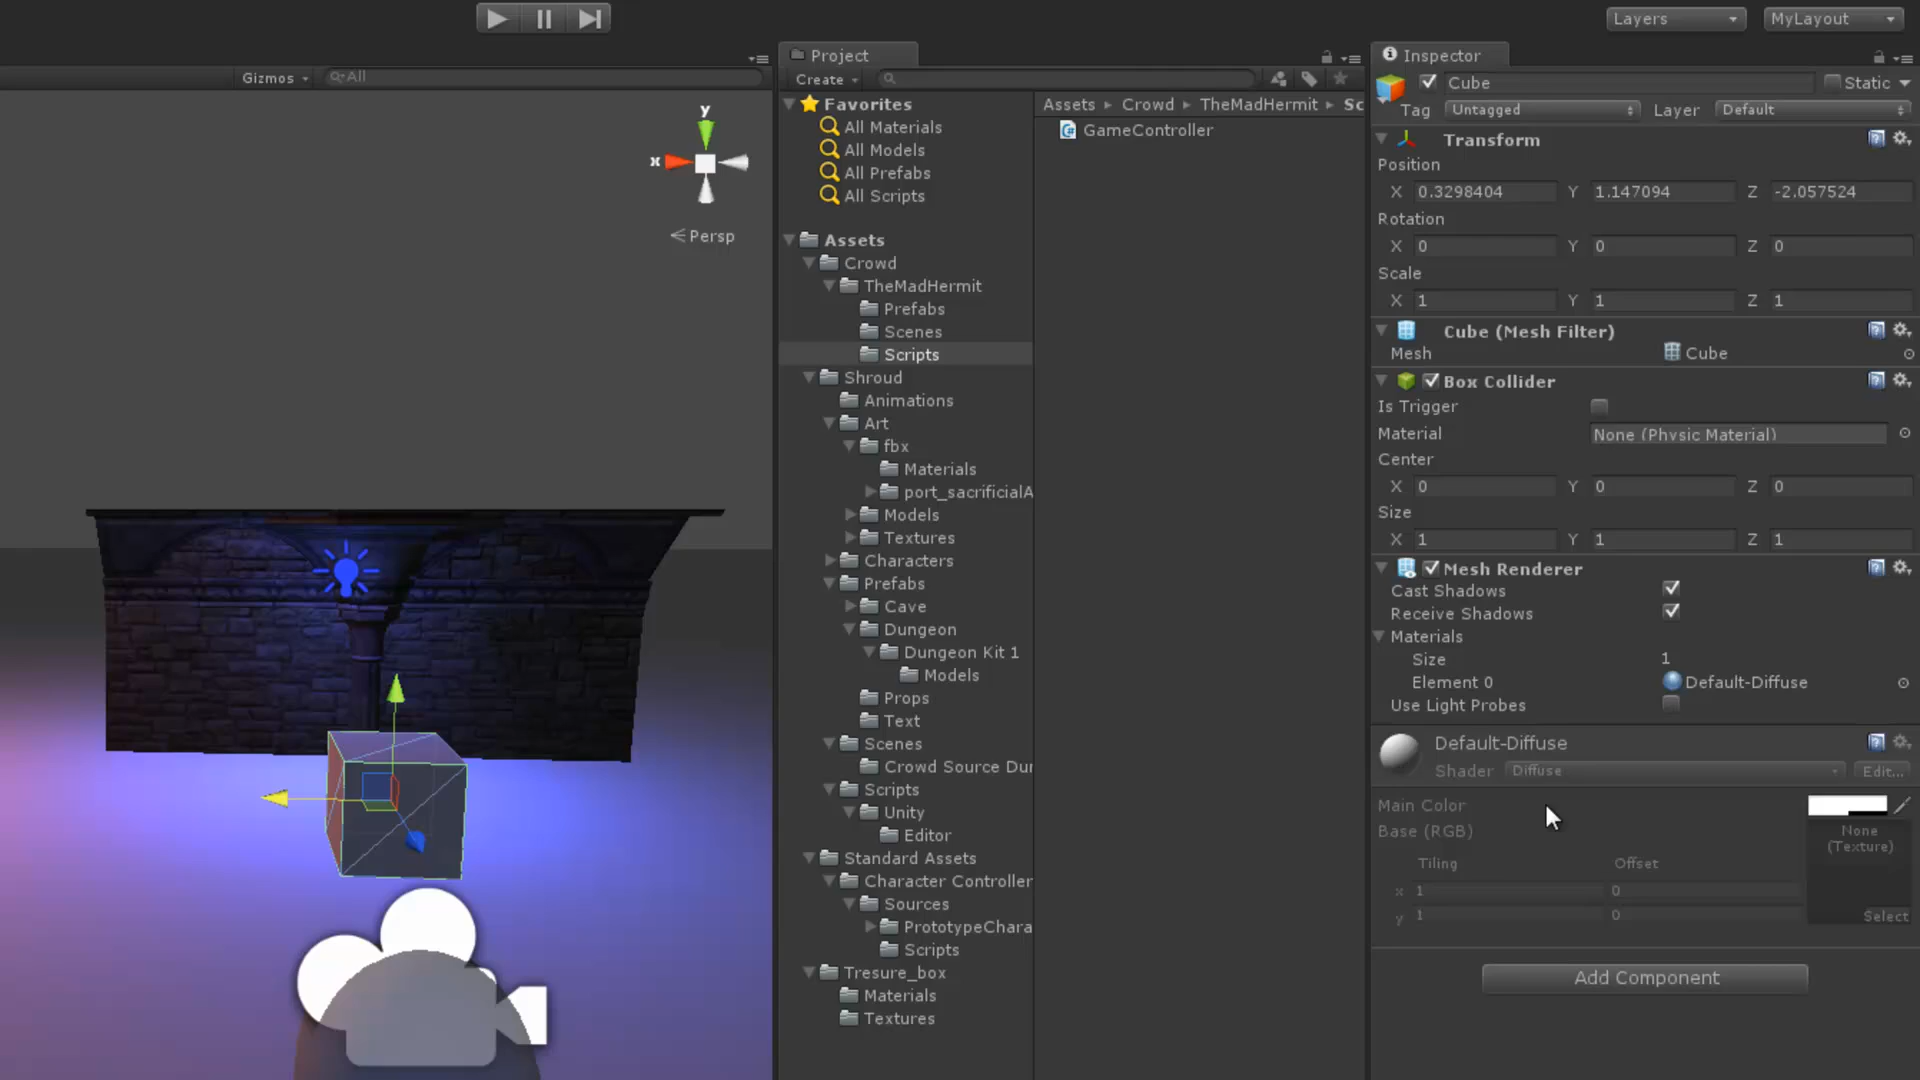 Layers
MyLayout
Gizmos
All
y
x
Persp
Project
Create
Favorites
All Materials
All Models
All Prefabs
All Scripts
Assets
Crowd
TheMadHermit
Prefabs
Scenes
Scripts
Shroud
Animations
Art
fbx
Materials
port_sacrificialA
Models
Textures
Characters
Prefabs
Cave
Dungeon
Dungeon Kit 1
Models
Props
Text
Scenes
Crowd Source Dur
Scripts
Unity
Editor
Standard Assets
Character Controller
Sources
PrototypeChara
Scripts
Tresure_box
Materials
Textures
Assets Crowd TheMadHermit Sc
GameController
Inspector
Cube Static
Tag Untagged Layer Default
Transform
Position
X 0.3298404 Y 1.147094 Z -2.057524
Rotation
X 0 Y 0 Z 0
Scale
X 1 Y 1 Z 1
Cube (Mesh Filter)
Mesh Cube
Box Collider
Is Trigger
Material None (Physic Material)
Center
X 0 Y 0 Z 0
Size
X 1 Y 1 Z 1
Mesh Renderer
Cast Shadows
Receive Shadows
Materials
Size 1
Element 0 Default-Diffuse
Use Light Probes
Default-Diffuse
Shader Diffuse Edit...
Main Color
Base (RGB) None
(Texture)
Tiling Offset
x 1 0
y 1 0
Select
Add Component